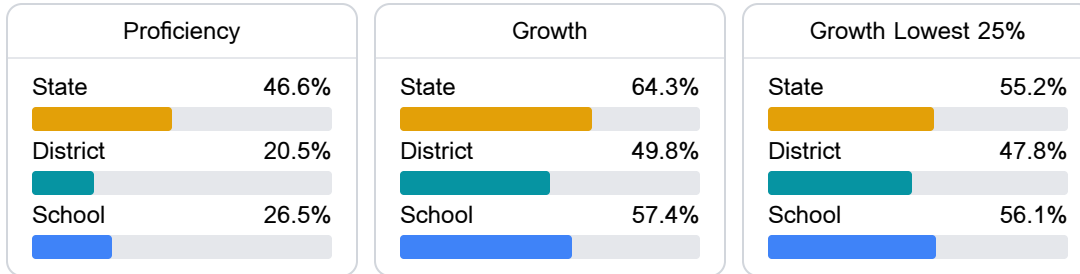 Proficiency
State 46.6%
District 20.5%
School 26.5%
Growth
State 64.3%
District 49.8%
School 57.4%
Growth Lowest 25%
State 55.2%
District 47.8%
School 56.1%